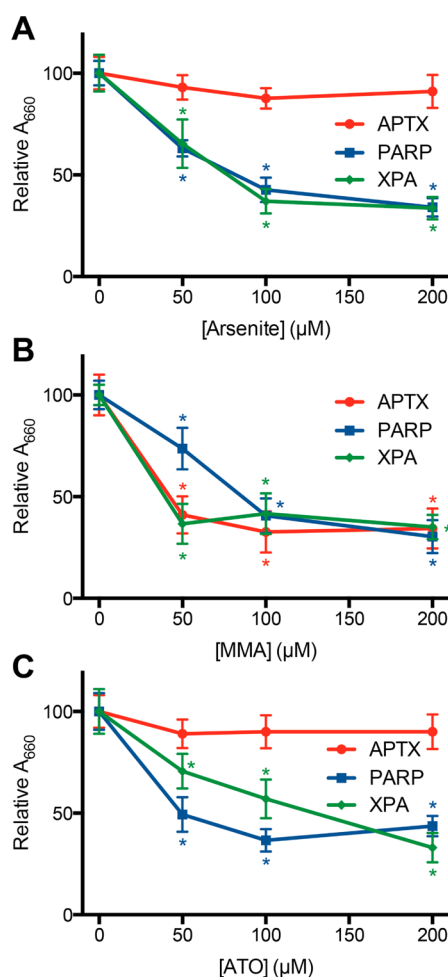 A
Relative A660
100
50
0
* * * * * *
APTX
PARP
XPA
0 50 100 150 200
[Arsenite] (µM)
B
Relative A660
100
50
0
* * * * * * * * *
APTX
PARP
XPA
0 50 100 150 200
[MMA] (µM)
C
Relative A660
100
50
0
* * * * * *
APTX
PARP
XPA
0 50 100 150 200
[ATO] (µM)